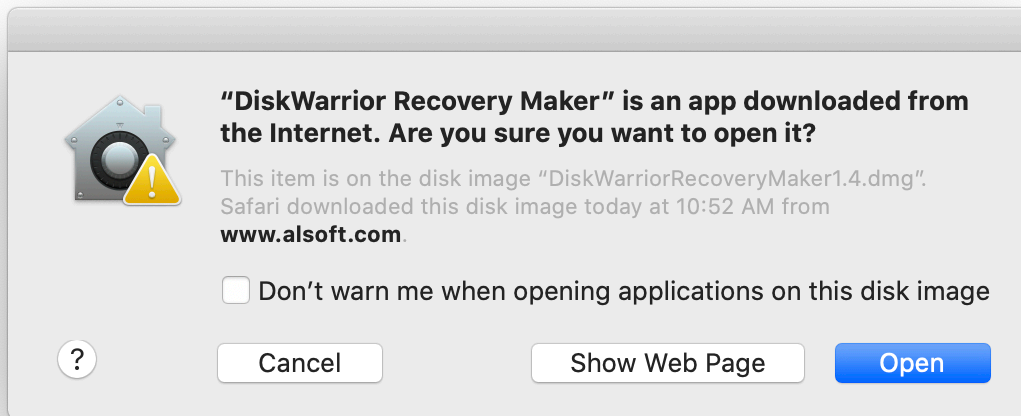 “DiskWarrior Recovery Maker” is an app downloaded from
the Internet. Are you sure you want to open it?
This item is on the disk image “DiskWarriorRecoveryMaker1.4.dmg”.
Safari downloaded this disk image today at 10:52 AM from
www.alsoft.com.
Don’t warn me when opening applications on this disk image
? Cancel Show Web Page Open